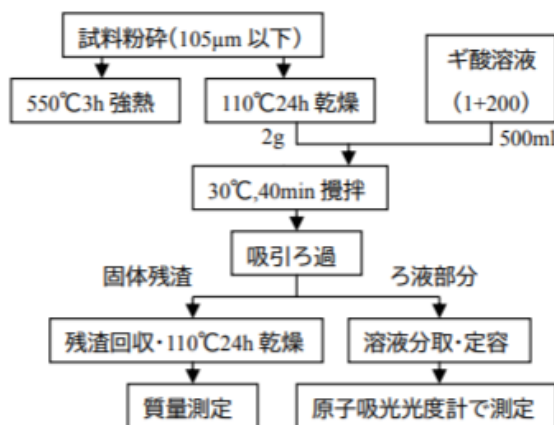 試料粉砕(105μm 以下)
ギ酸溶液
(1+200)
550℃3h 強熱
110℃24h 乾燥
2g
500ml
30℃,40min 攪拌
吸引ろ過
固体残渣
ろ液部分
残渣回収・110℃24h 乾燥
溶液分取・定容
質量測定
原子吸光光度計で測定